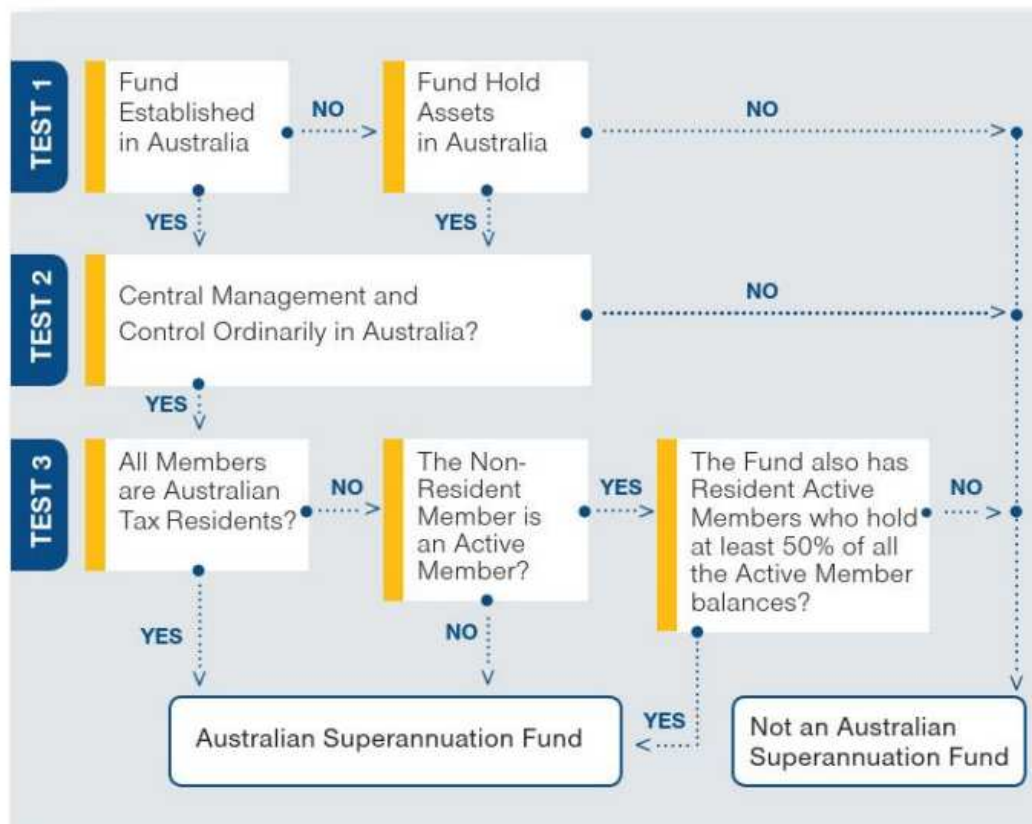 TEST 1
Fund
Established
in Australia
NO
Fund Hold
Assets
in Australia
NO
YES
YES
TEST 2
Central Management and
Control Ordinarily in Australia?
NO
YES
TEST 3
All Members
are Australian
Tax Residents?
NO
The Non-
Resident
Member is
an Active
Member?
YES
The Fund also has
Resident Active
Members who hold
at least 50% of all
the Active Member
balances?
NO
YES
NO
YES
Australian Superannuation Fund
Not an Australian
Superannuation Fund